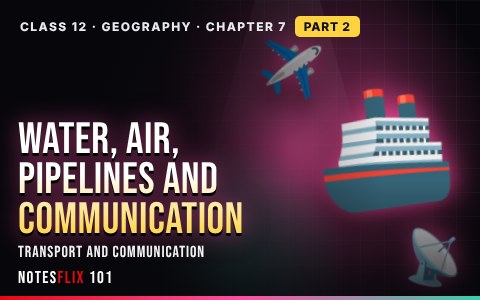 CLASS 12 · GEOGRAPHY · CHAPTER 7 PART 2
WATER, AIR,
PIPELINES AND
COMMUNICATION
TRANSPORT AND COMMUNICATION
NOTESFLIX 101